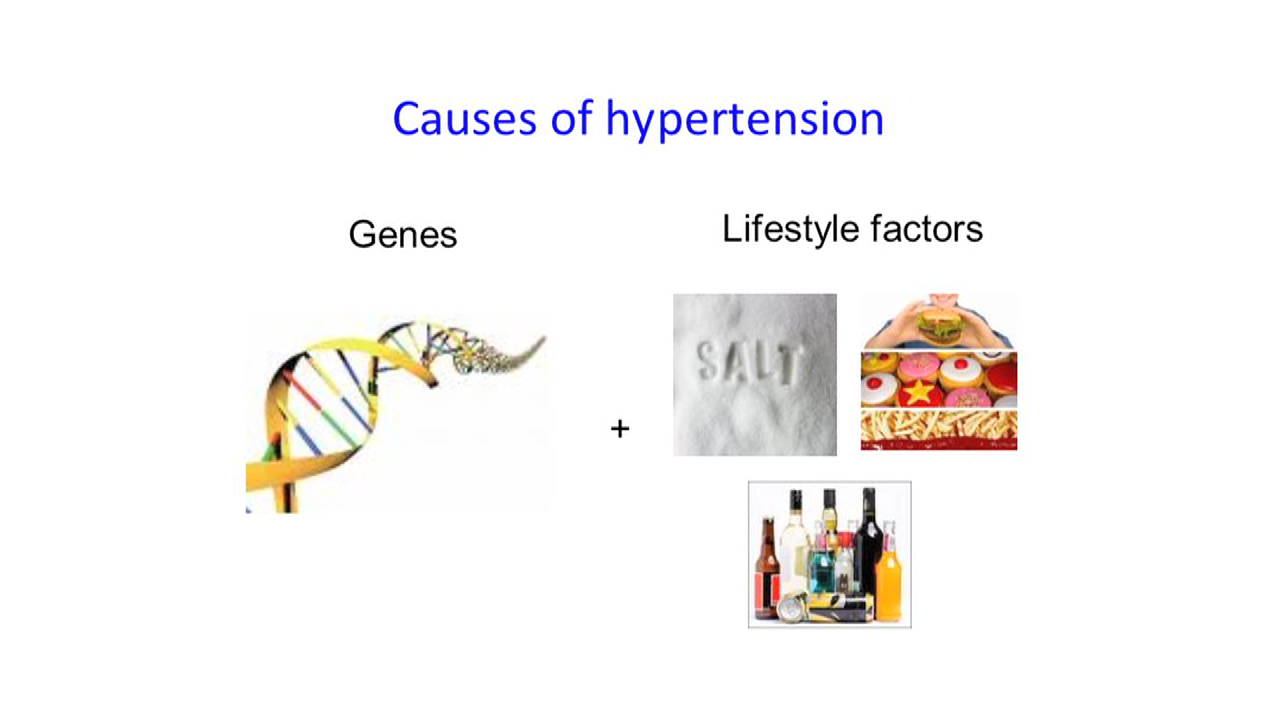 Causes of hypertension
Genes
Lifestyle factors
SALT
+